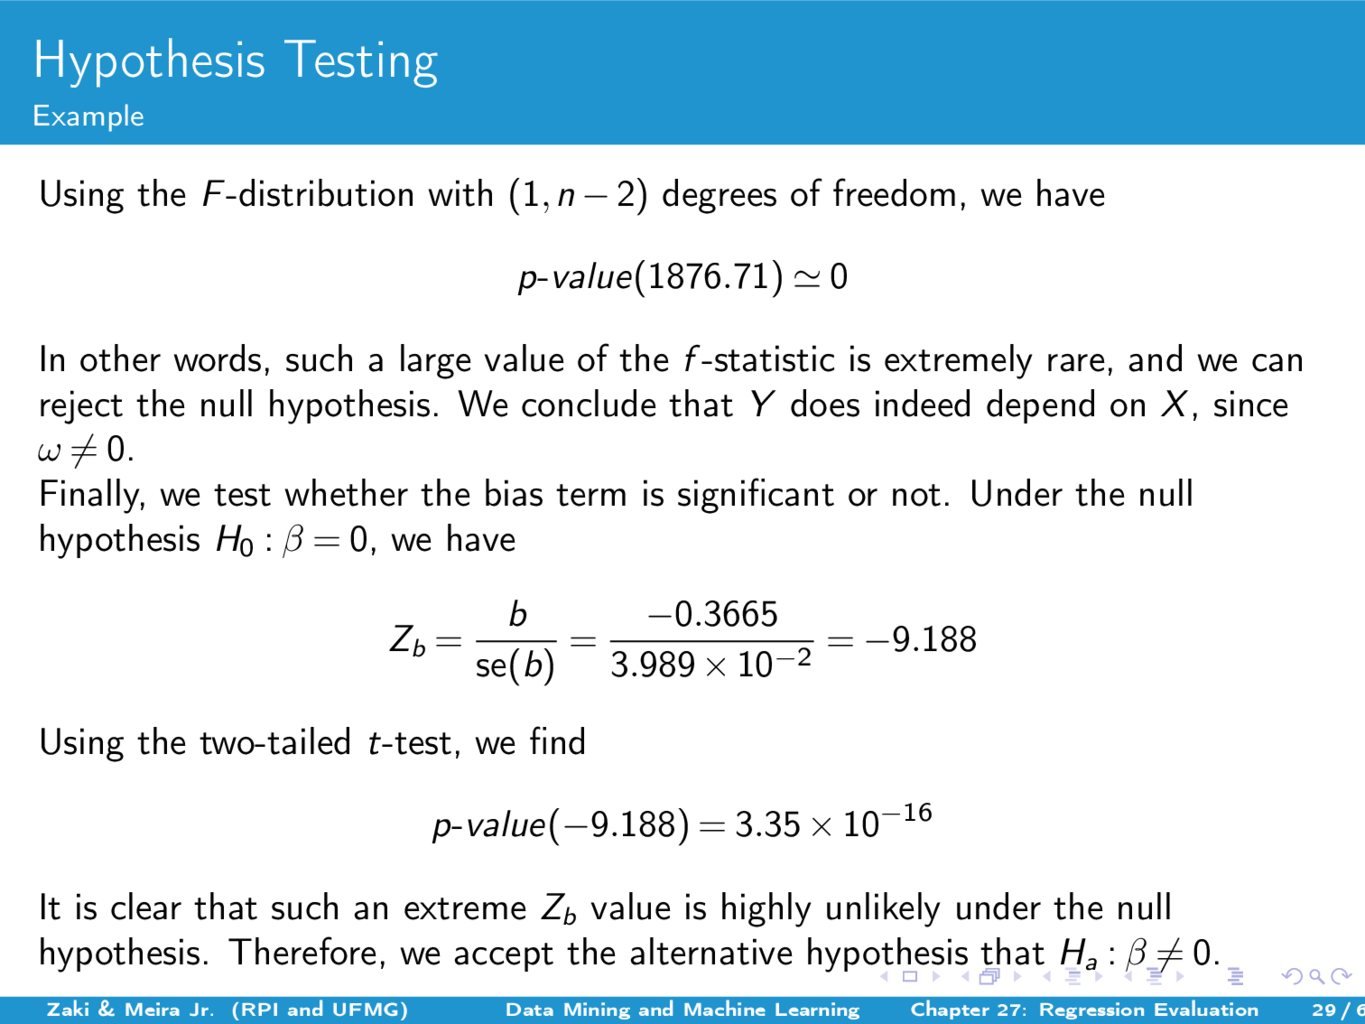 Hypothesis Testing
Example
Using the F-distribution with (1, n − 2) degrees of freedom, we have
p-value(1876.71) ≃ 0
In other words, such a large value of the f-statistic is extremely rare, and we can
reject the null hypothesis. We conclude that Y does indeed depend on X, since
ω ≠ 0.
Finally, we test whether the bias term is significant or not. Under the null
hypothesis H₀ : β = 0, we have
Z_b = b / se(b) = −0.3665 / 3.989 × 10⁻² = −9.188
Using the two-tailed t-test, we find
p-value(−9.188) = 3.35 × 10⁻¹⁶
It is clear that such an extreme Z_b value is highly unlikely under the null
hypothesis. Therefore, we accept the alternative hypothesis that H_a : β ≠ 0.
Zaki & Meira Jr. (RPI and UFMG) Data Mining and Machine Learning Chapter 27: Regression Evaluation 29 / 6